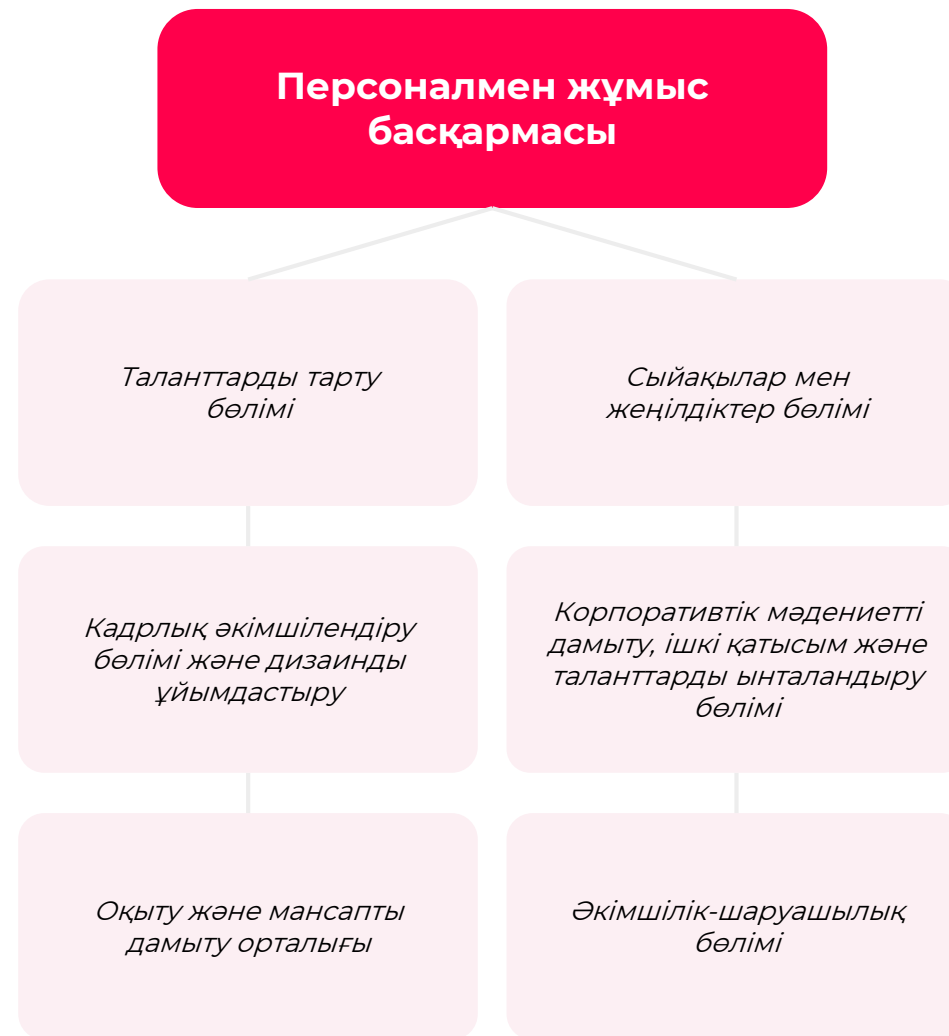 Персоналмен жұмыс
басқармасы
Таланттарды тарту
бөлімі
Сыйақылар мен
жеңілдіктер бөлімі
Кадрлық әкімшілендіру
бөлімі және дизаинды
ұйымдастыру
Корпоративтік мәдениетті
дамыту, ішкі қатысым және
таланттарды ынталандыру
бөлімі
Оқыту және мансапты
дамыту орталығы
Әкімшілік-шаруашылық
бөлімі